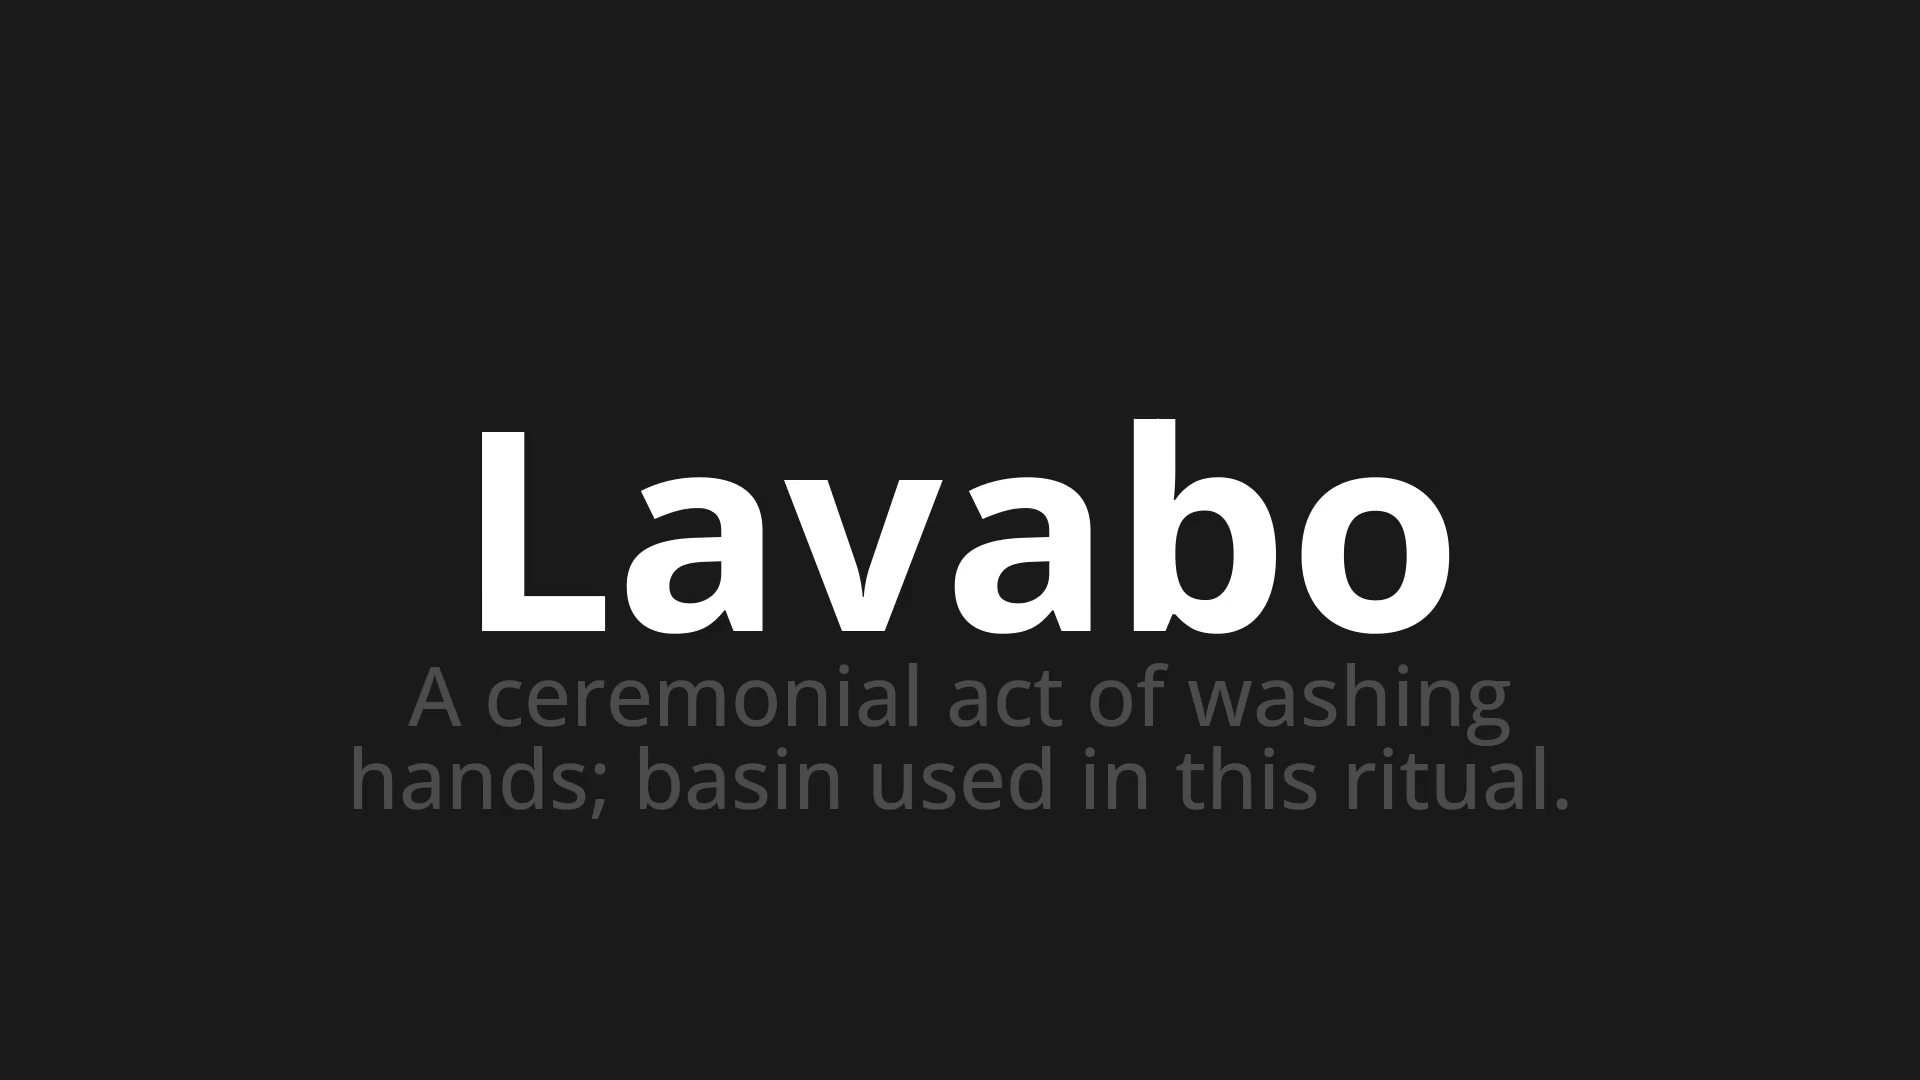 Lavabo
A ceremonial act of washing
hands; basin used in this ritual.